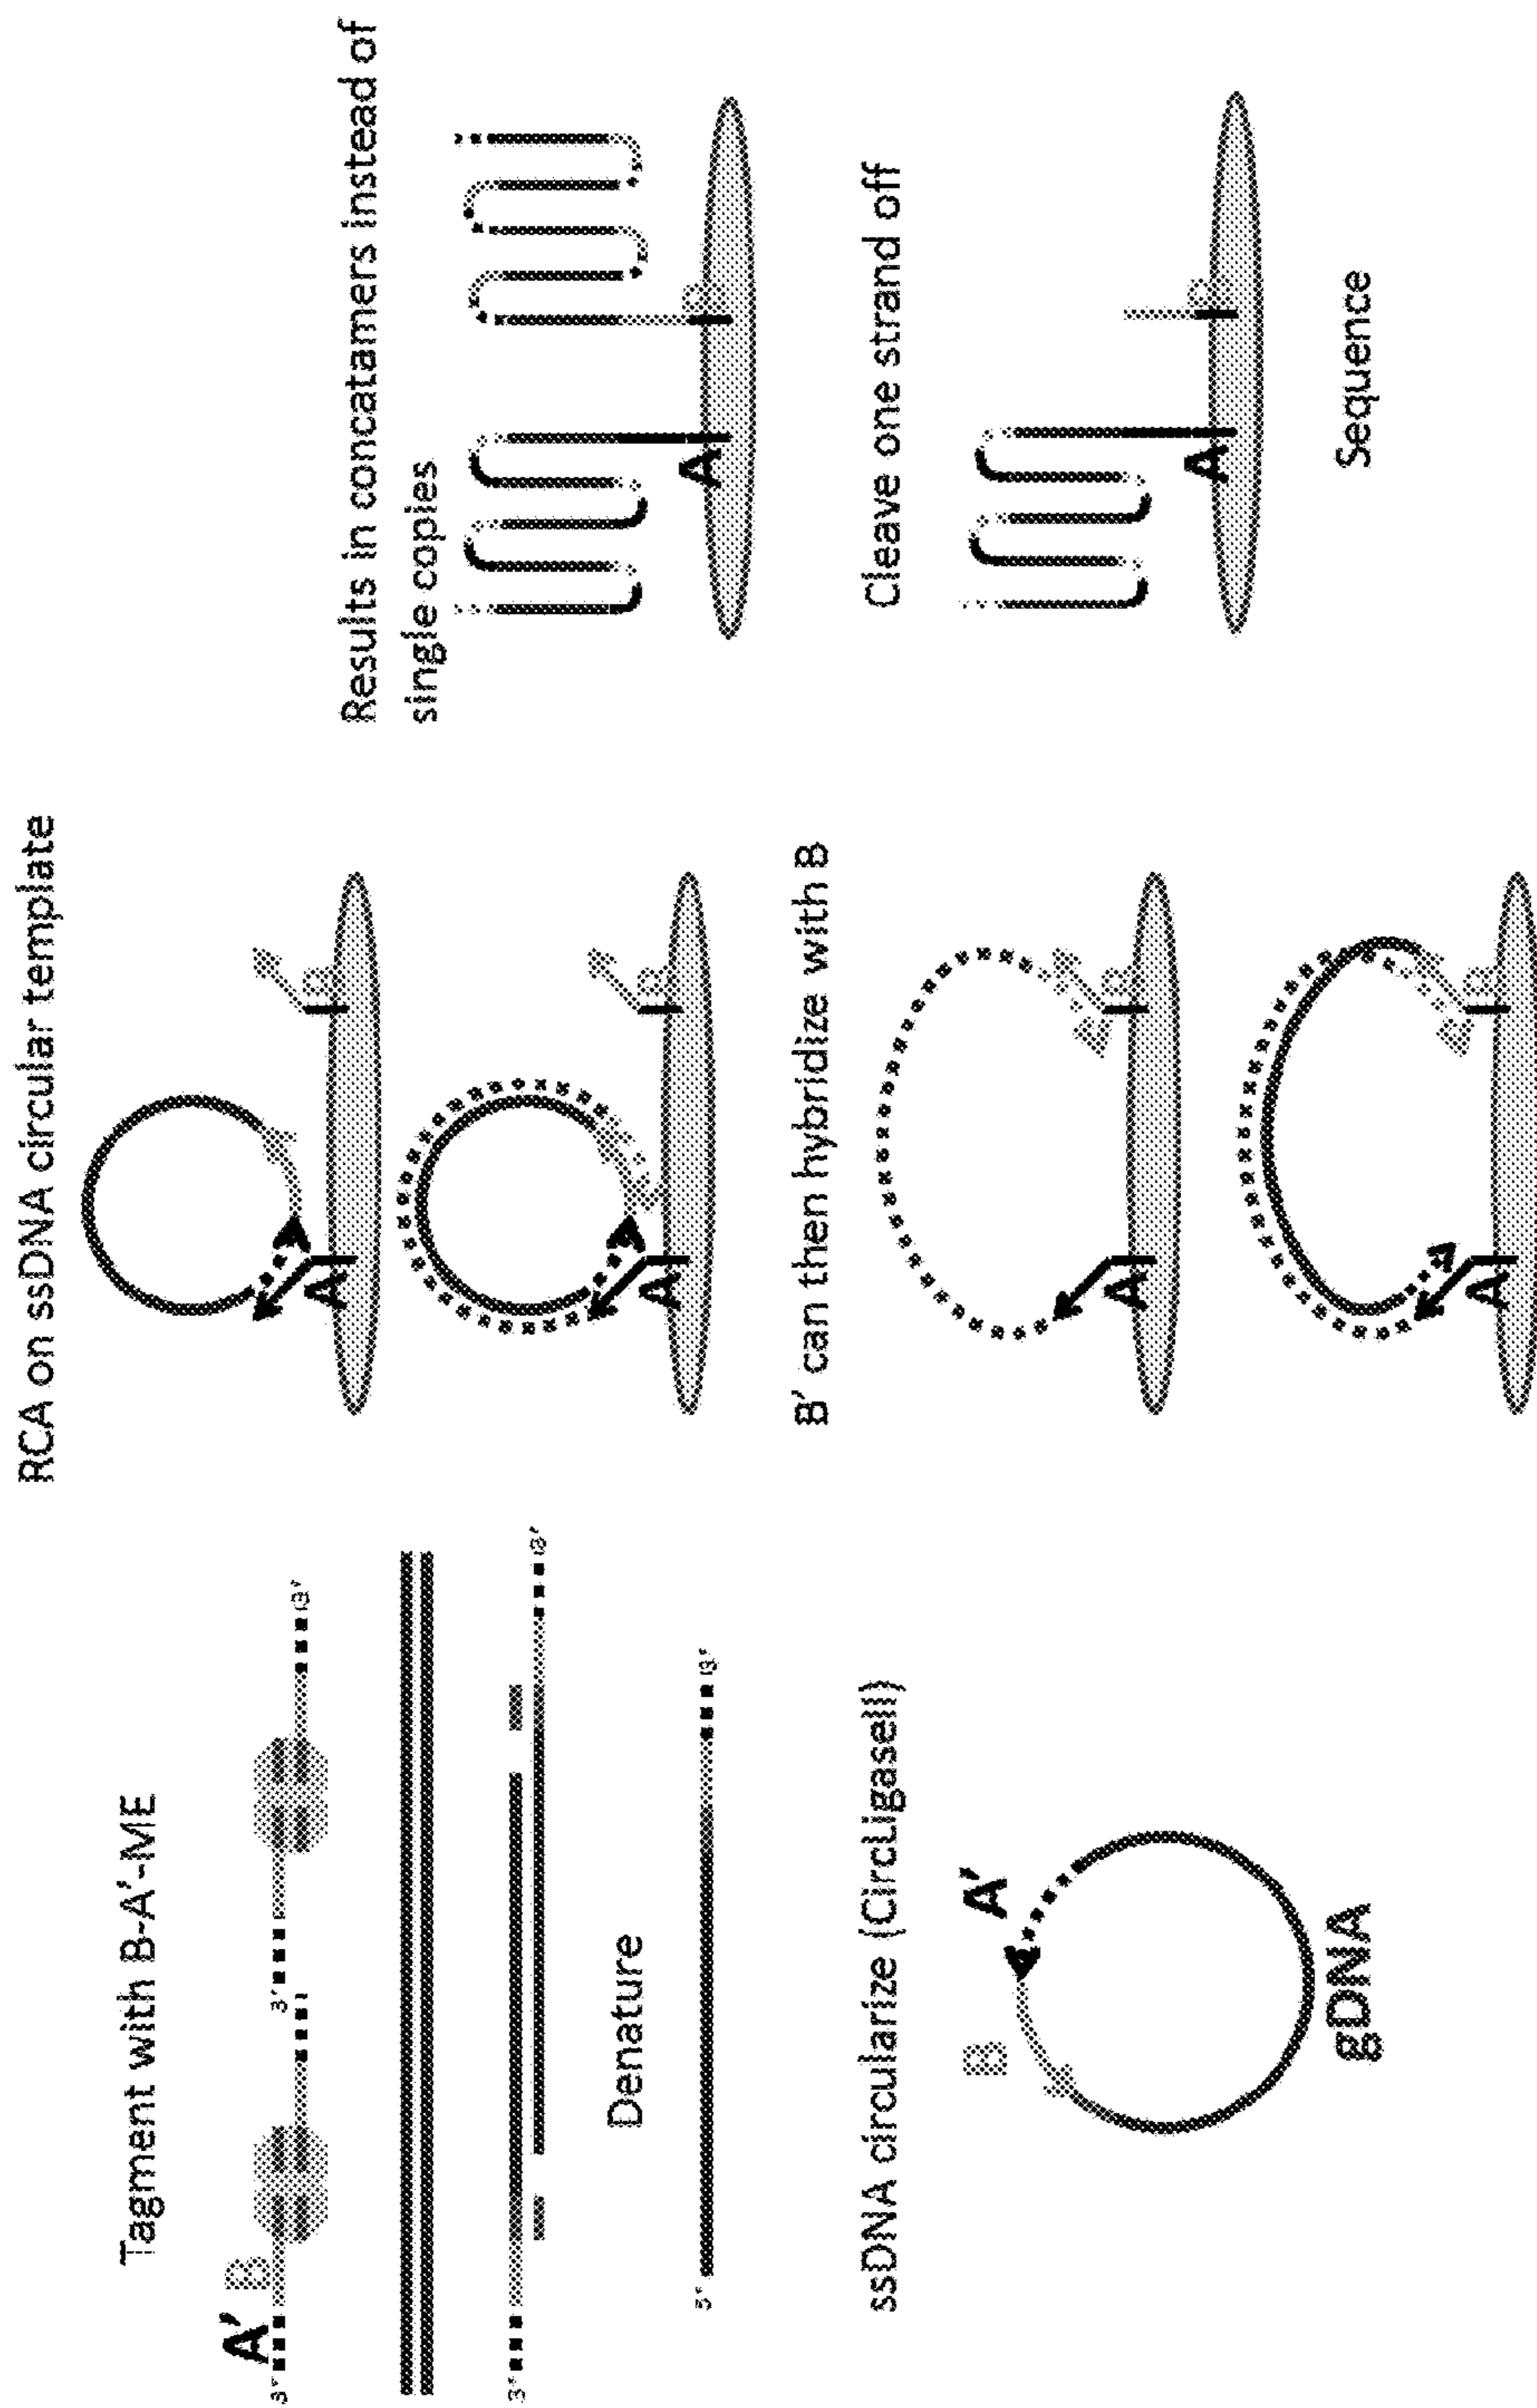 Tagment with B-A'-ME
A'
B
3'
3'
3'
3'
3'
Denature
5'
3'
ssDNA circularize (CircLigaseII)
B
A'
gDNA
RCA on ssDNA circular template
A
B
A
B
B' can then hybridize with B
A
B
A
B
Results in concatamers instead of
single copies
A
B
Cleave one strand off
A
B
Sequence